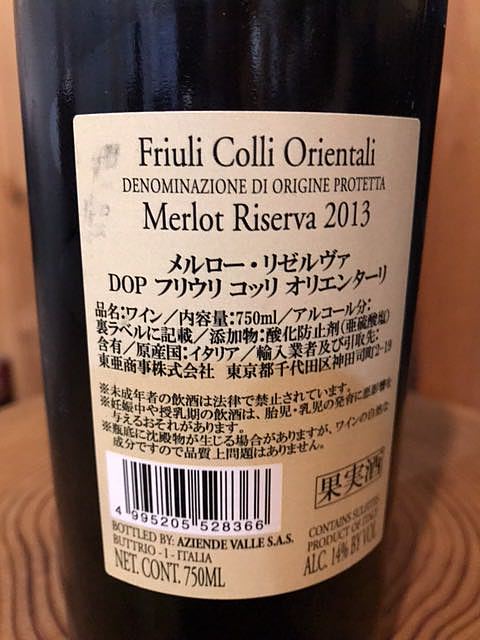 Friuli Colli Orientali
DENOMINAZIONE DI ORIGINE PROTETTA
Merlot Riserva 2013
メルロー・リゼルヴァ
DOP フリウリ コッリ オリエンターリ
品名:ワイン／内容量:750ml／アルコール分:
裏ラベルに記載／添加物:酸化防止剤(亜硫酸塩)
含有／原産国:イタリア／輸入業者及び引取先:
東亜商事株式会社 東京都千代田区神田司町2-19
※未成年者の飲酒は法律で禁止されています。
※妊娠中や授乳期の飲酒は、胎児・乳児の発育に悪影響を
与えるおそれがあります。
※瓶底に沈殿物が生じる場合がありますが、ワインの自然な
成分ですので品質上問題はありません。
果実酒
4 995205 528366
BOTTLED BY: AZIENDE VALLE S.A.S.
BUTTRIO - I - ITALIA
NET. CONT. 750ML
CONTAINS SULFITES
PRODUCT OF ITALY
ALC. 14% BY VOL